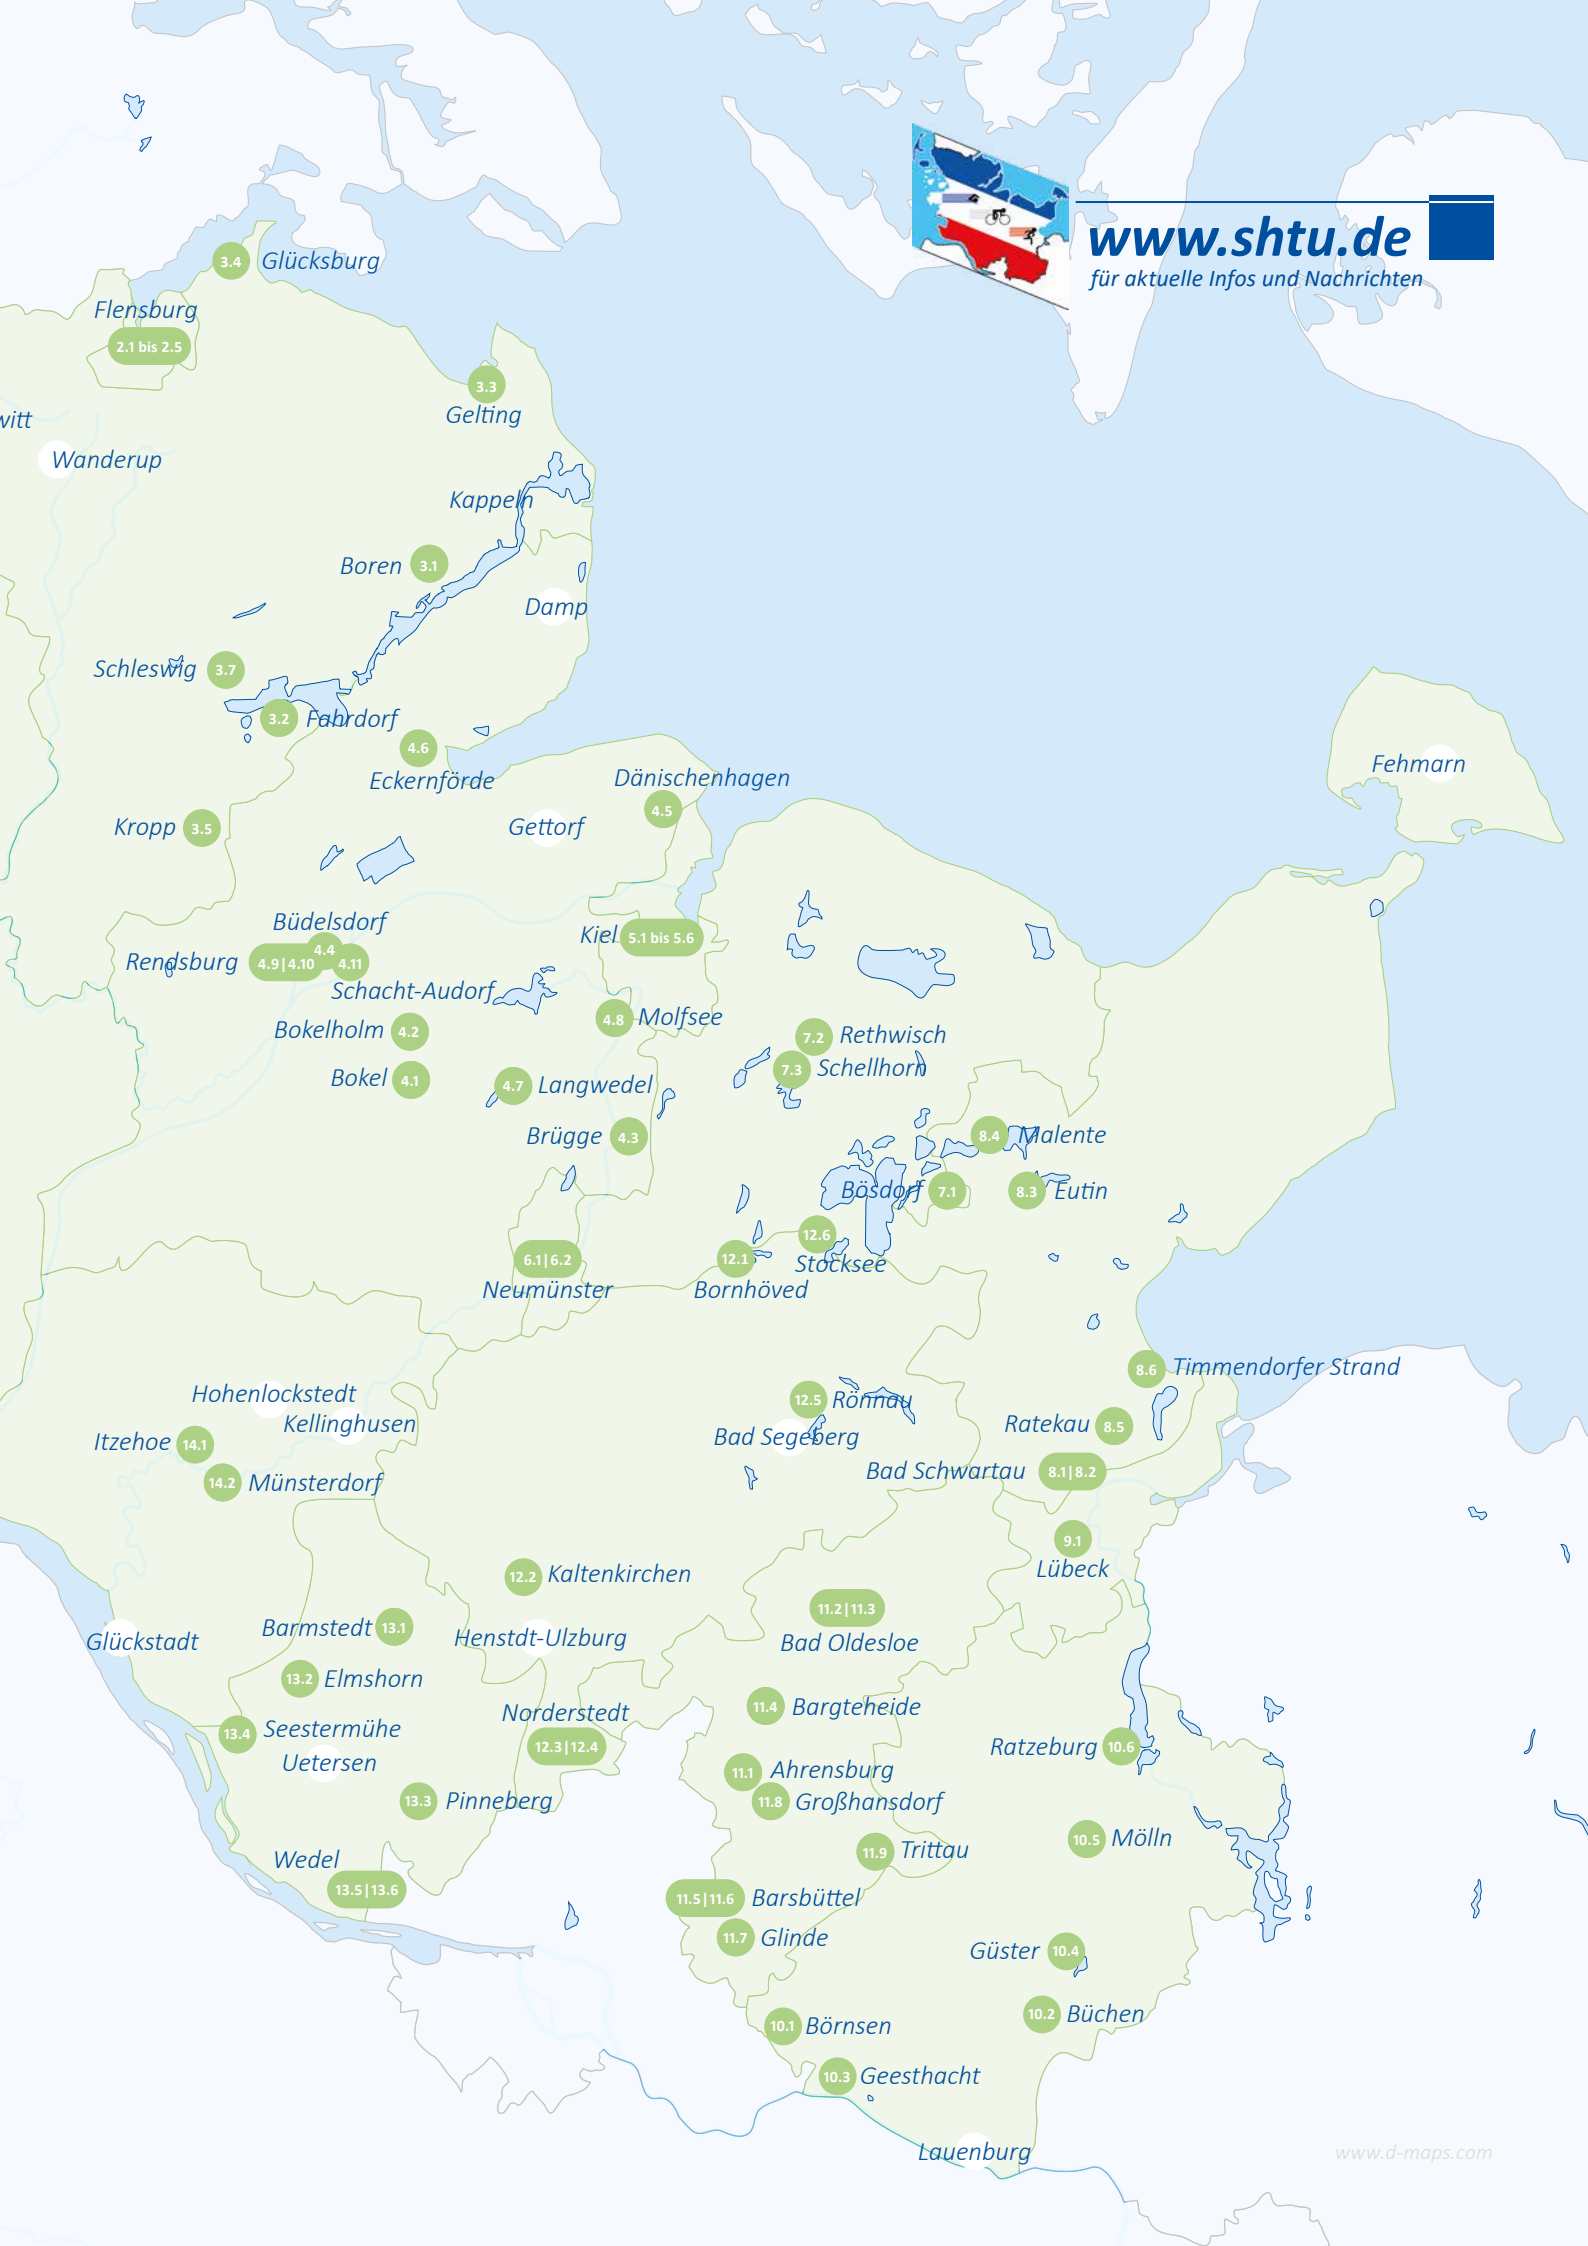 www.shtu.de
für aktuelle Infos und Nachrichten
3.4 Glücksburg
Flensburg
2.1 bis 2.5
3.3
Gelting
witt
Wanderup
Kappeln
Boren 3.1
Damp
Schleswig 3.7
3.2 Fahrdorf
4.6
Eckernförde
Fehmarn
Dänischenhagen
4.5
Kropp 3.5
Gettorf
Büdelsdorf
4.4
Kiel 5.1 bis 5.6
Rendsburg 4.9|4.10 4.11
Schacht-Audorf
4.8 Molfsee
Bokelholm 4.2
7.2 Rethwisch
7.3 Schellhorn
Bokel 4.1
4.7 Langwedel
Brügge 4.3
8.4 Malente
Bösdorf 7.1
8.3 Eutin
12.6
Stocksee
6.1|6.2
Neumünster
12.1
Bornhöved
8.6 Timmendorfer Strand
Hohenlockstedt
12.5 Rönnau
Kellinghusen
Ratekau 8.5
Itzehoe 14.1
Bad Segeberg
Bad Schwartau 8.1|8.2
14.2 Münsterdorf
9.1
Lübeck
12.2 Kaltenkirchen
11.2|11.3
Bad Oldesloe
Barmstedt 13.1
Glückstadt
Henstdt-Ulzburg
13.2 Elmshorn
11.4 Bargteheide
Norderstedt
12.3|12.4
13.4 Seestermühe
Ratzeburg 10.6
Uetersen
11.1 Ahrensburg
13.3 Pinneberg
11.8 Großhansdorf
10.5 Mölln
11.9 Trittau
Wedel
13.5|13.6
11.5|11.6 Barsbüttel
11.7 Glinde
Güster 10.4
10.2 Büchen
10.1 Börnsen
10.3 Geesthacht
Lauenburg
www.d-maps.com